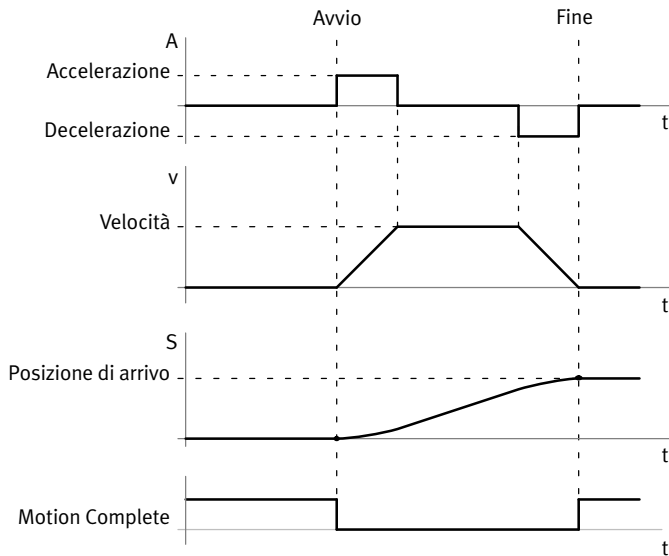 Avvio
Fine
A
Accelerazione
Decelerazione
t
v
Velocità
t
S
Posizione di arrivo
t
Motion Complete
t